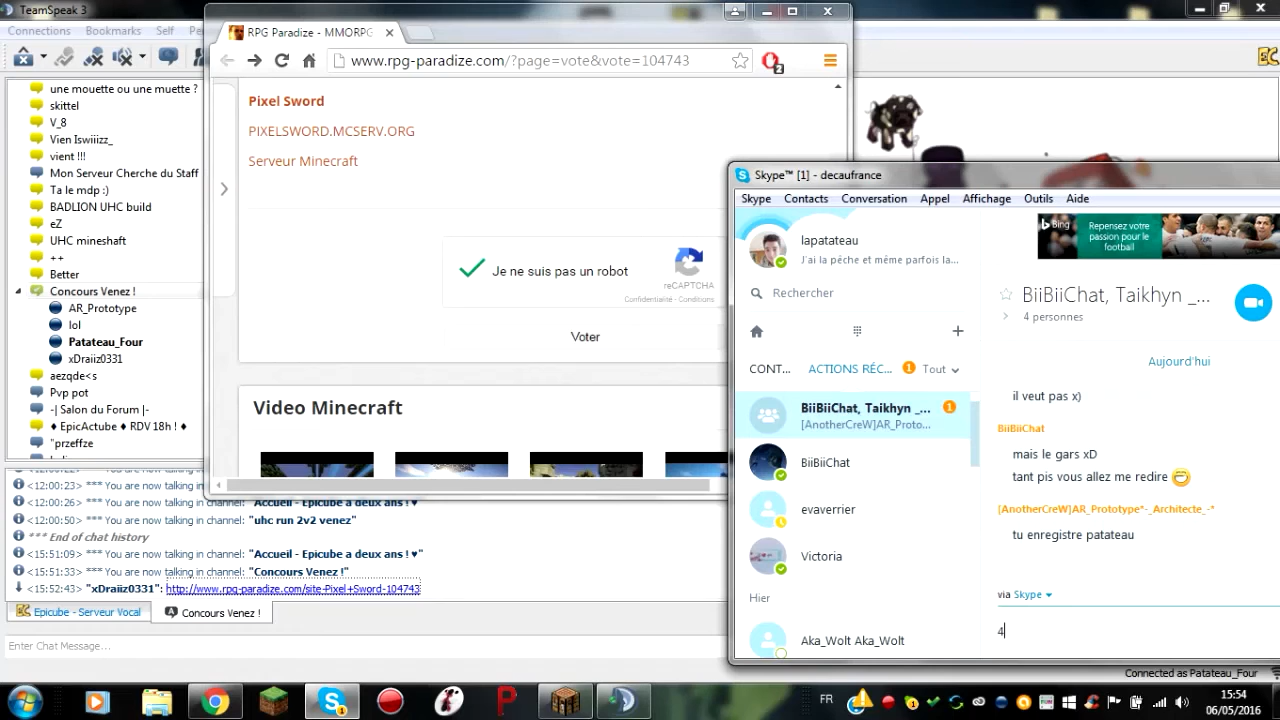 TeamSpeak 3
Connections Bookmarks Self
une mouette ou une muette ?
skittel
V_8
Vien Iswiiizz_
vient !!!
Mon Serveur Cherche du Staff
Ta le mdp :)
BADLION UHC build
eZ
UHC mineshaft
++
Better
Concours Venez !
AR_Prototype
lol
Patateau_Four
xDraiiz0331
aezqde<s
Pvp pot
-| Salon du Forum |-
♦ EpicActube ♦ RDV 18h ! ♦
"przeffze
<12:00:23> *** You are now talking in channel:
<12:00:26> *** You are now talking in channel: "Accueil - Epicube a deux ans ! ♥"
<12:00:50> *** You are now talking in channel: "uhc run 2v2 venez"
*** End of chat history
<15:51:09> *** You are now talking in channel: "Accueil - Epicube a deux ans ! ♥"
<15:51:33> *** You are now talking in channel: "Concours Venez !"
<15:52:43> "xDraiiz0331": http://www.rpg-paradize.com/site-Pixel+Sword-104743
Epicube - Serveur Vocal
Concours Venez !
Enter Chat Message...
Connected as Patateau_Four
RPG Paradize - MMORPG
www.rpg-paradize.com/?page=vote&vote=104743
2
Pixel Sword
PIXELSWORD.MCSERV.ORG
Serveur Minecraft
Je ne suis pas un robot
reCAPTCHA
Confidentialité - Conditions
Voter
Video Minecraft
Skype™ [1] - decaufrance
Skype Contacts Conversation Appel Affichage Outils Aide
lapatateau
J'ai la pêche et même parfois la...
Rechercher
CONT... ACTIONS RÉC... 1 Tout
BiiBiiChat, Taikhyn _... 1
[AnotherCreW]AR_Proto...
BiiBiiChat
evaverrier
Victoria
Hier
Aka_Wolt Aka_Wolt
Bing
Repensez votre
passion pour le
football
BiiBiiChat, Taikhyn _...
4 personnes
Aujourd'hui
il veut pas x)
BiiBiiChat
mais le gars xD
tant pis vous allez me redire
[AnotherCreW]AR_Prototype*-_Architecte_-*
tu enregistre patateau
via Skype
4
FR
15:54
06/05/2016